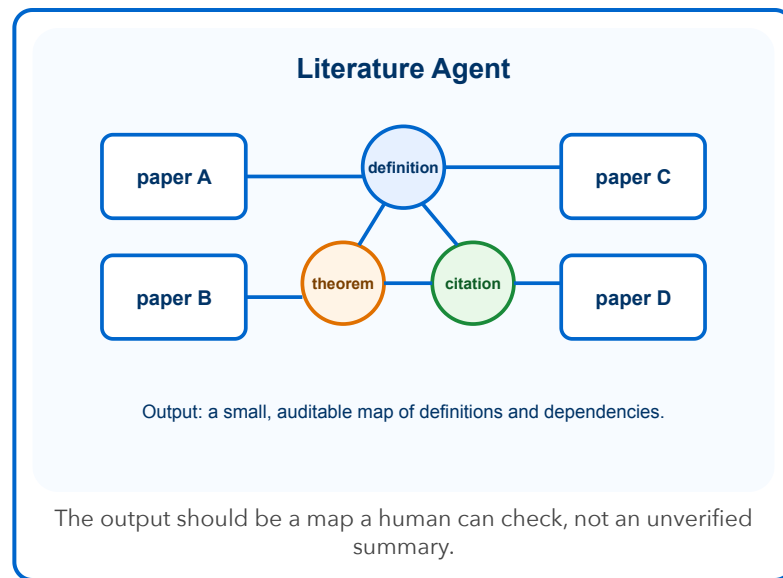 Literature Agent
definition
paper A
paper C
theorem
citation
paper B
paper D
Output: a small, auditable map of definitions and dependencies.
The output should be a map a human can check, not an unverified
summary.